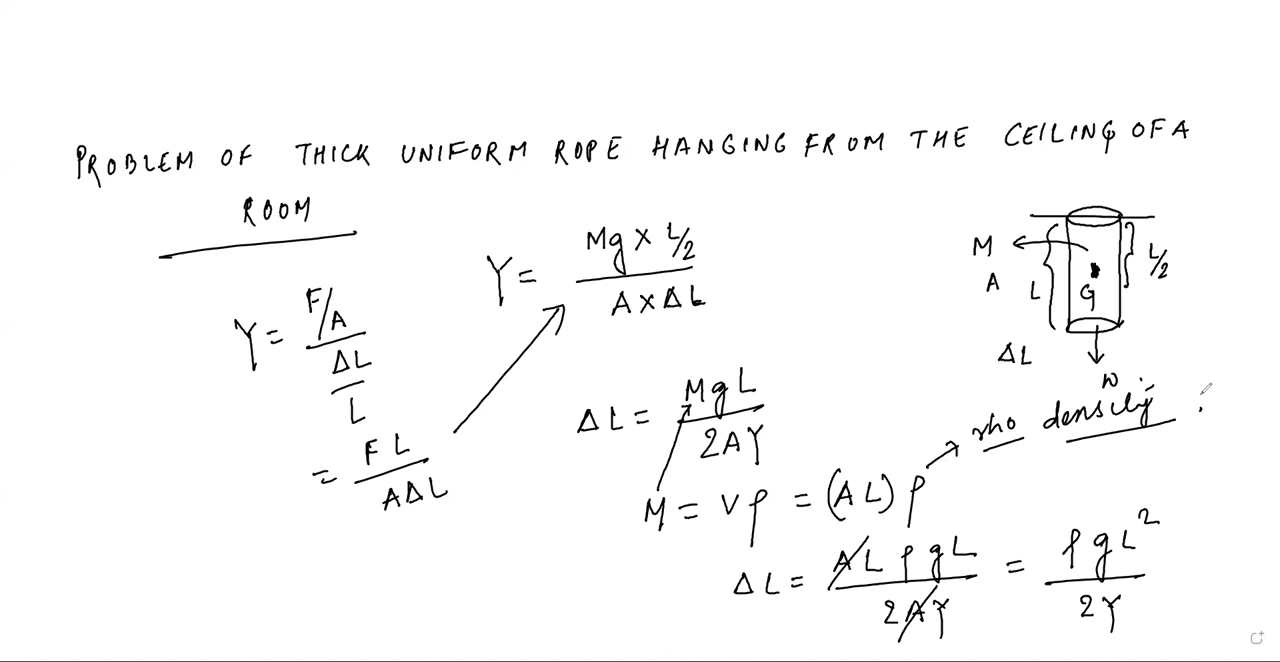 PROBLEM OF THICK UNIFORM ROPE HANGING FROM THE CEILING OF A
ROOM
Y = F/A / ΔL/L
= FL / AΔL
Y = Mg × L/2 / A × ΔL
M
A
L
G
L/2
ΔL
W
ΔL = MgL / 2AY
rho density
M = Vρ = (AL) ρ
ΔL = AL ρ g L / 2AY = ρgL² / 2Y